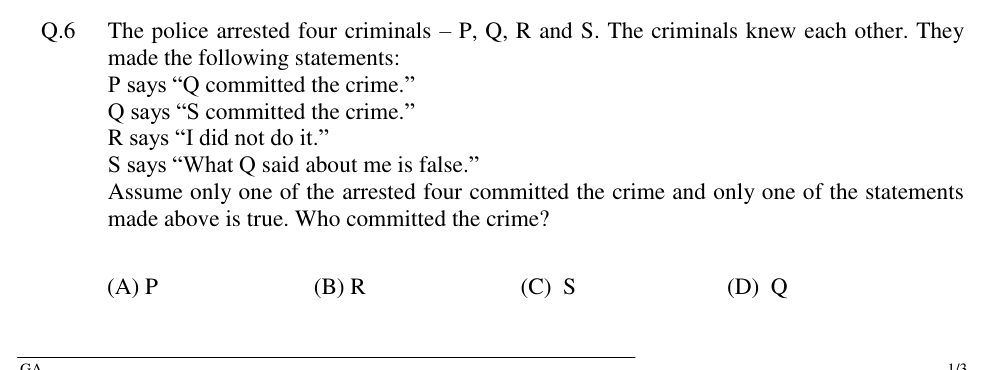 Q.6 The police arrested four criminals – P, Q, R and S. The criminals knew each other. They
made the following statements:
P says “Q committed the crime.”
Q says “S committed the crime.”
R says “I did not do it.”
S says “What Q said about me is false.”
Assume only one of the arrested four committed the crime and only one of the statements
made above is true. Who committed the crime?
(A) P (B) R (C) S (D) Q
GA 1/3